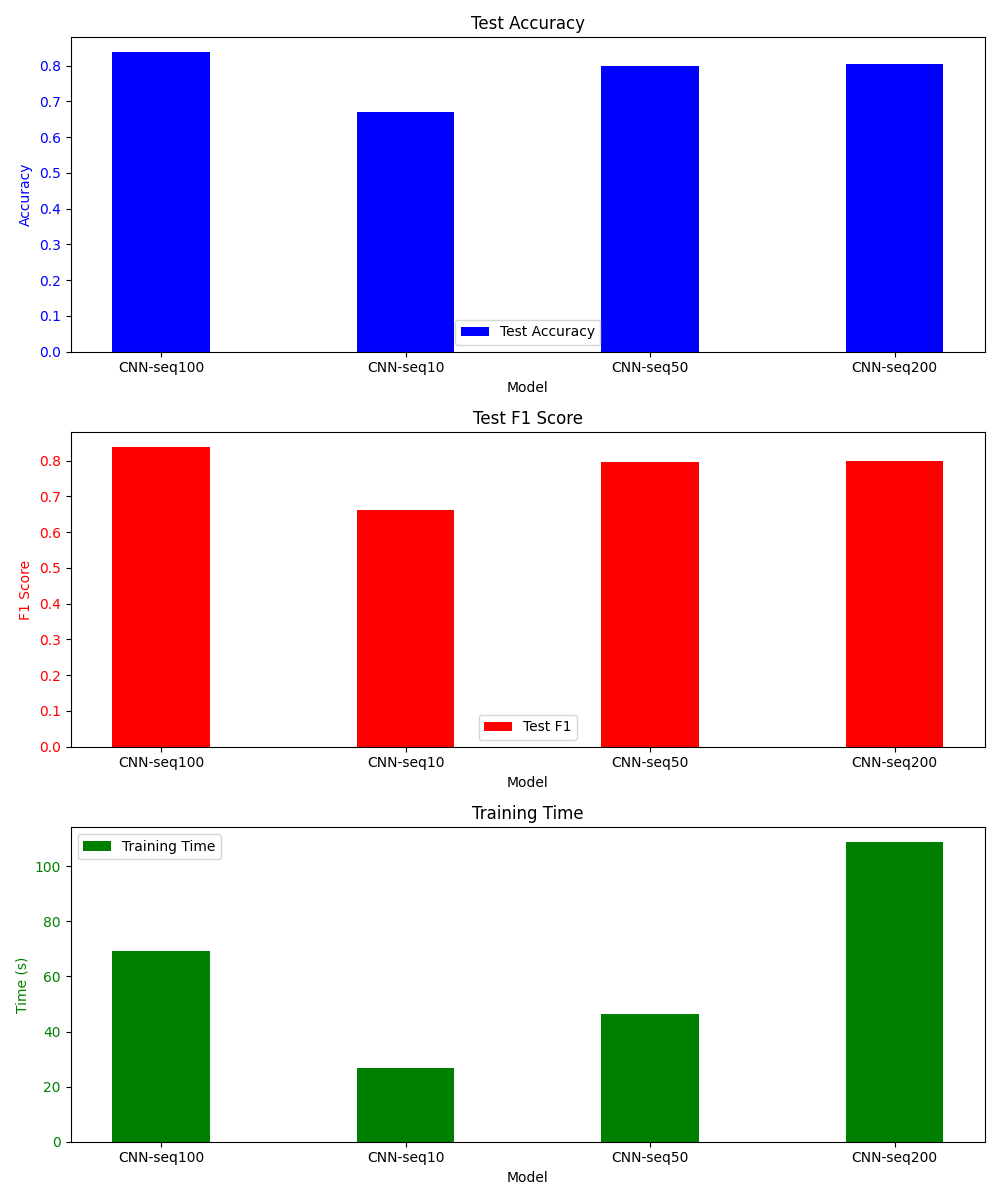 Test Accuracy
0.8
0.7
0.6
0.5
0.4
0.3
0.2
0.1
0.0
Accuracy
Test Accuracy
CNN-seq100 CNN-seq10 CNN-seq50 CNN-seq200
Model
Test F1 Score
0.8
0.7
0.6
0.5
0.4
0.3
0.2
0.1
0.0
F1 Score
Test F1
CNN-seq100 CNN-seq10 CNN-seq50 CNN-seq200
Model
Training Time
Training Time
100
80
60
40
20
0
Time (s)
CNN-seq100 CNN-seq10 CNN-seq50 CNN-seq200
Model